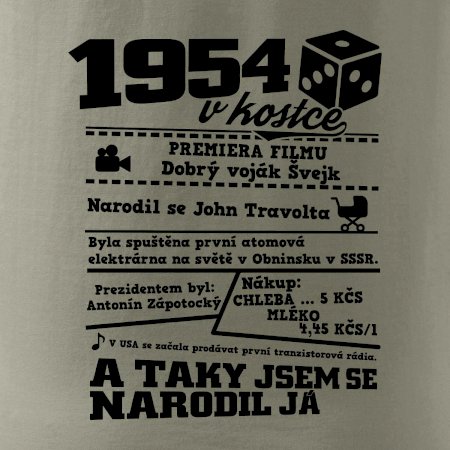 1954
v kostce
PREMIERA FILMU
Dobrý voják Švejk
Narodil se John Travolta
Byla spuštěna první atomová
elektrárna na světě v Obninsku v SSSR.
Prezidentem byl:
Antonín Zápotocký
Nákup:
CHLEBA ... 5 KČS
MLÉKO
4,45 KČS/l
V USA se začala prodávat první tranzistorová rádia.
A TAKY JSEM SE
NARODIL JÁ